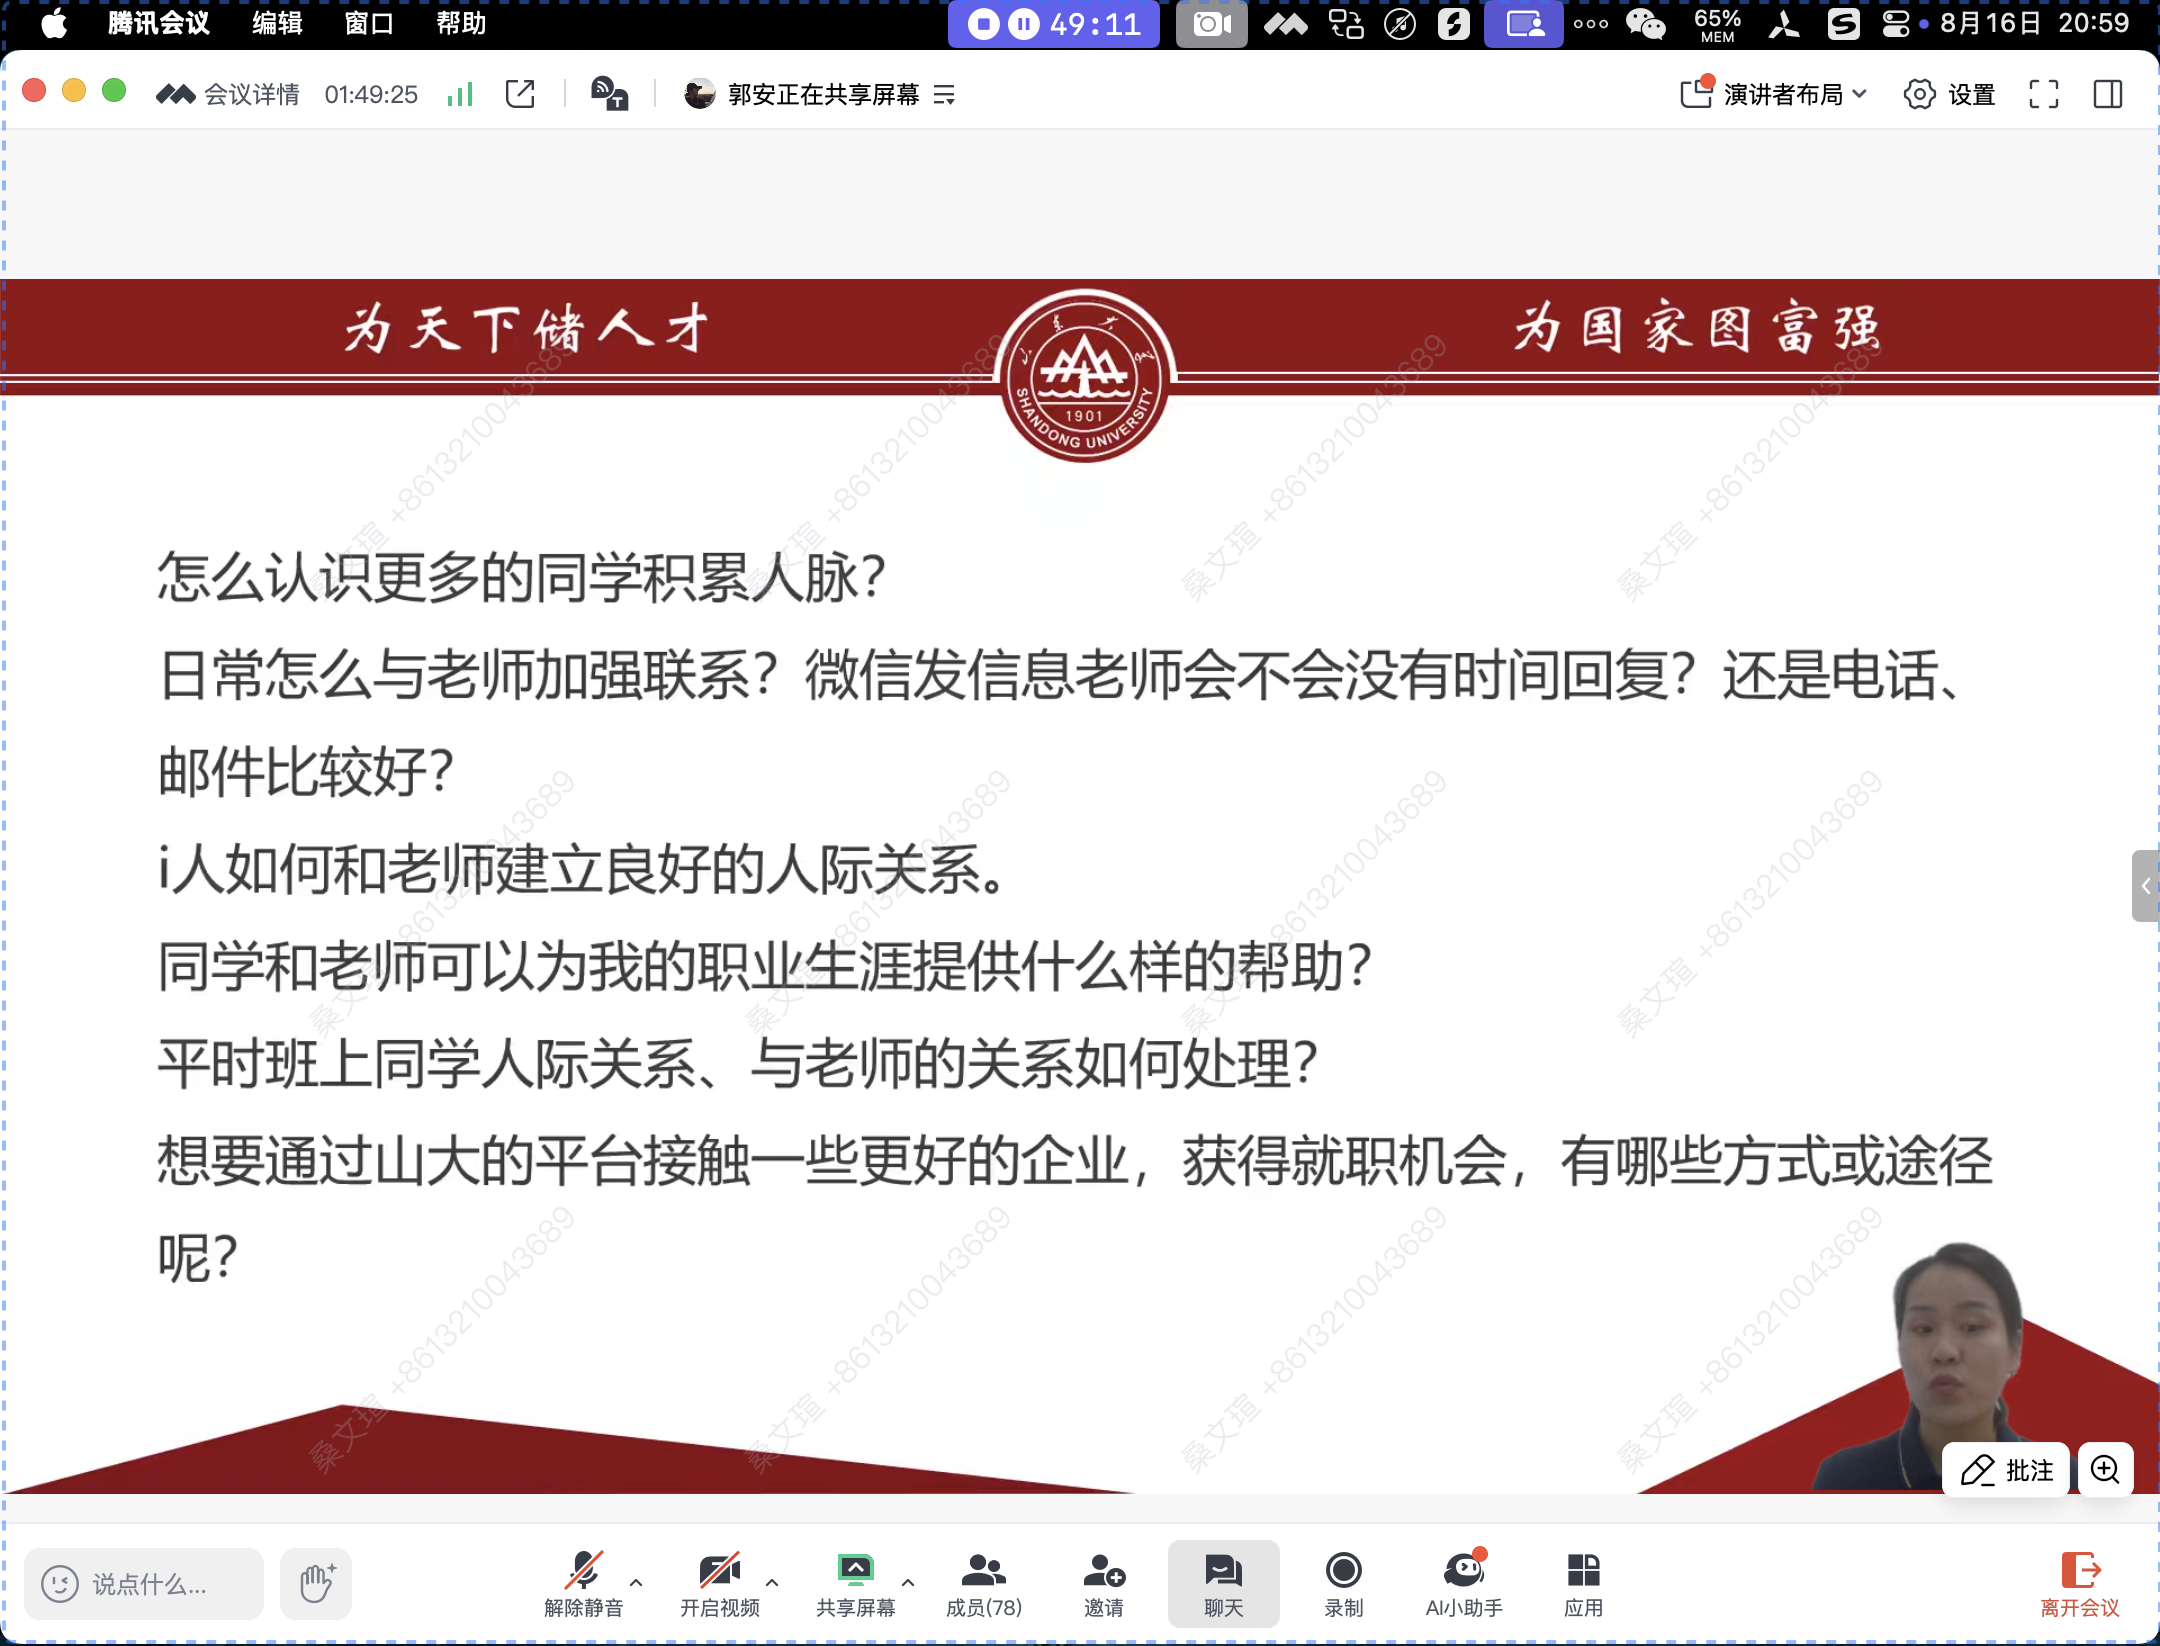 腾讯会议 编辑 窗口 帮助 49:11 65% MEM 8月16日 20:59
会议详情 01:49:25 郭安正在共享屏幕 演讲者布局 设置
为天下储人才 为国家图富强
1901
SHANDONG UNIVERSITY
怎么认识更多的同学积累人脉?
日常怎么与老师加强联系?微信发信息老师会不会没有时间回复?还是电话、
邮件比较好?
i人如何和老师建立良好的人际关系。
同学和老师可以为我的职业生涯提供什么样的帮助?
平时班上同学人际关系、与老师的关系如何处理?
想要通过山大的平台接触一些更好的企业,获得就职机会,有哪些方式或途径
呢?
桑文瑄 +8613210043689
批注
说点什么... 解除静音 开启视频 共享屏幕 成员(78) 邀请 聊天 录制 AI小助手 应用 离开会议